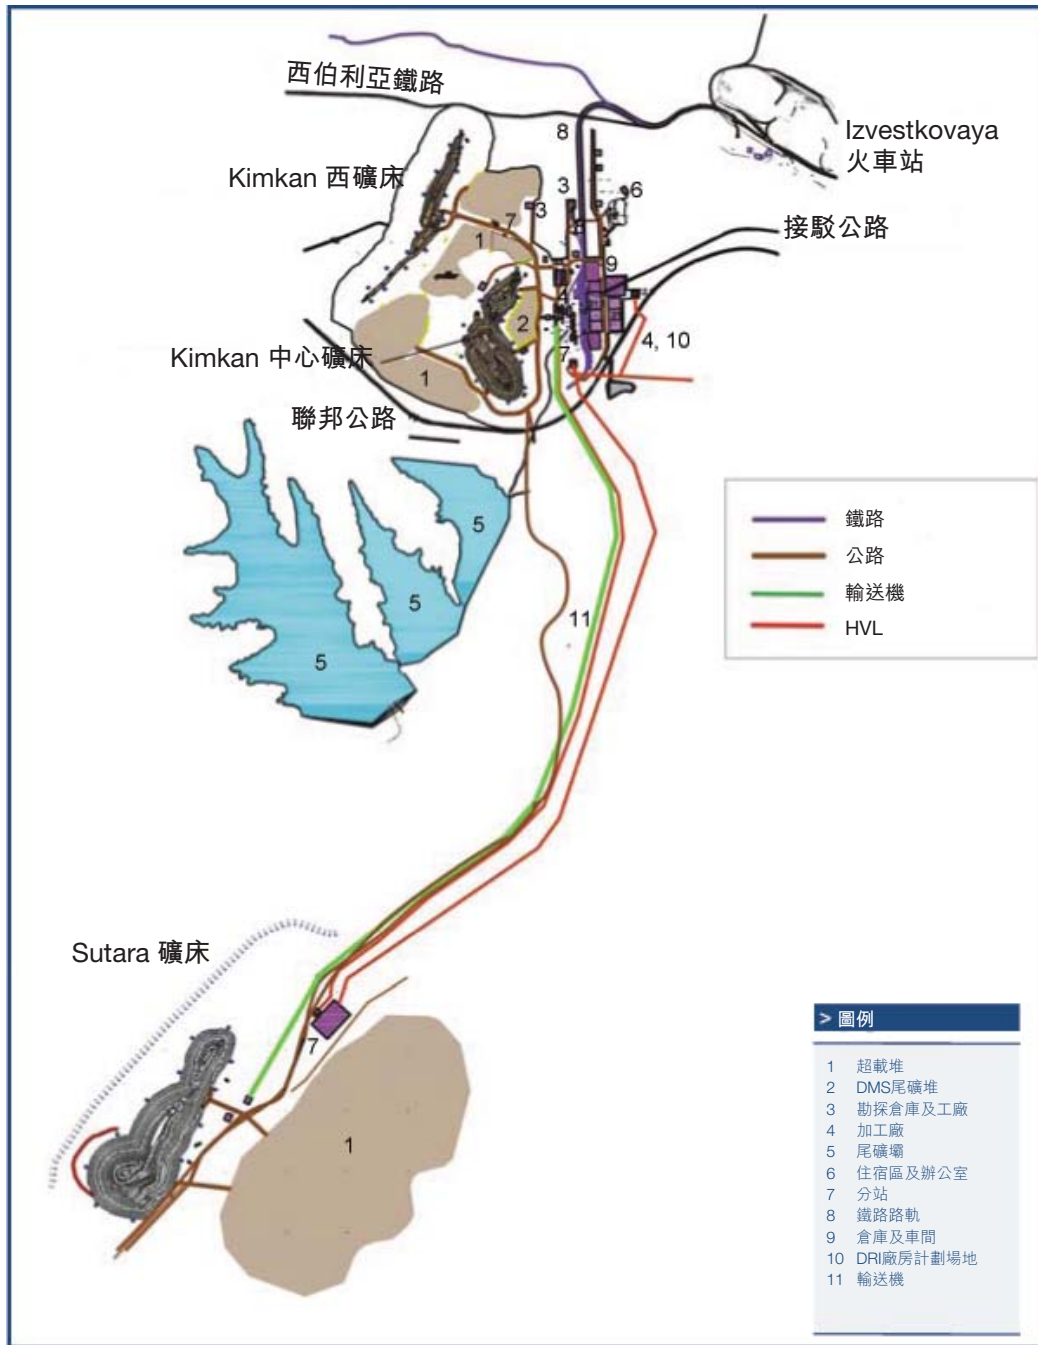 西伯利亞鐵路
Izvestkovaya
火車站
8
Kimkan 西礦床
3
6
3
7
1
8
接駁公路
9
4
2
4, 10
7
Kimkan 中心礦床
1
聯邦公路
5
5
5
11
鐵路
公路
輸送機
HVL
Sutara 礦床
7
1
> 圖例
1 超載堆
2 DMS尾礦堆
3 勘探倉庫及工廠
4 加工廠
5 尾礦壩
6 住宿區及辦公室
7 分站
8 鐵路路軌
9 倉庫及車間
10 DRI廠房計劃場地
11 輸送機